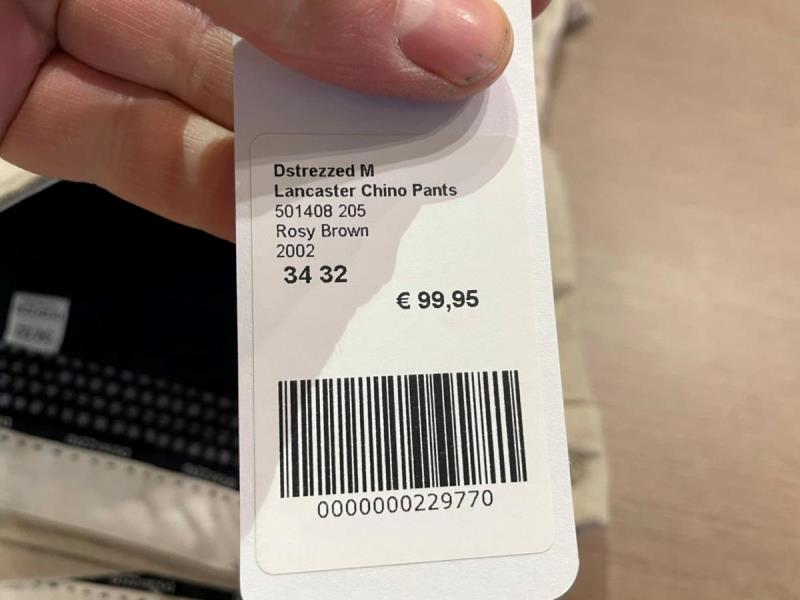 Dstrezzed M
Lancaster Chino Pants
501408 205
Rosy Brown
2002
34 32
€ 99,95
0000000229770